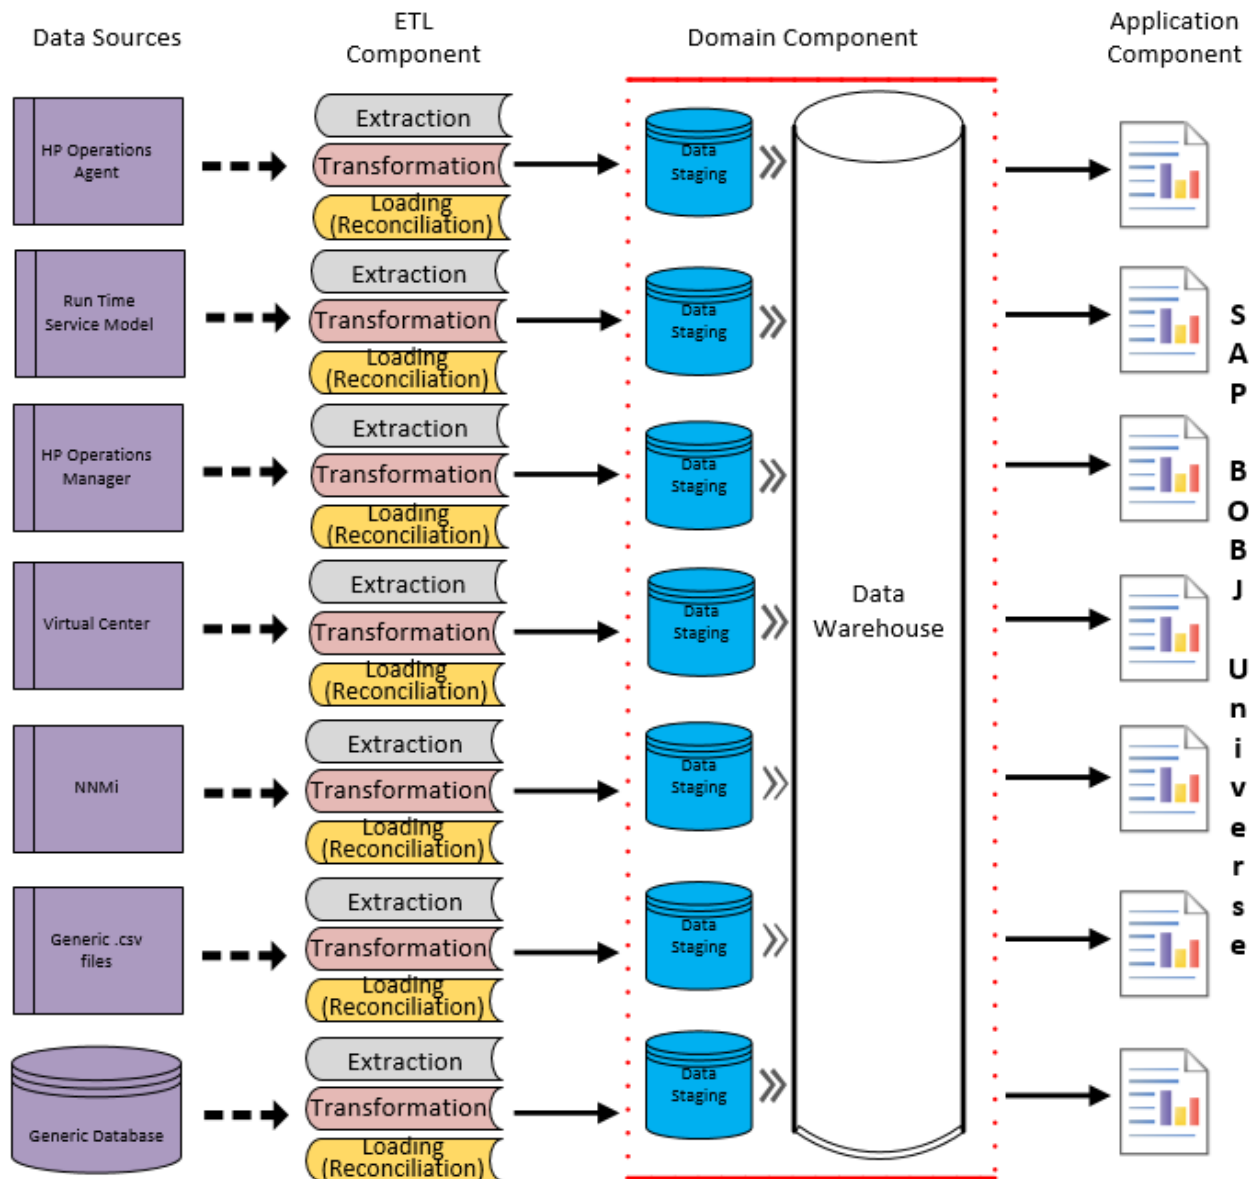 Data Sources
ETL
Component
Domain Component
Application
Component
HP Operations
Agent
Extraction
Transformation
Loading
(Reconciliation)
Data
Staging
Run Time
Service Model
Extraction
Transformation
Loading
(Reconciliation)
Data
Staging
HP Operations
Manager
Extraction
Transformation
Loading
(Reconciliation)
Data
Staging
Virtual Center
Extraction
Transformation
Loading
(Reconciliation)
Data
Staging
NNMi
Extraction
Transformation
Loading
(Reconciliation)
Data
Staging
Generic .csv
files
Extraction
Transformation
Loading
(Reconciliation)
Data
Staging
Generic Database
Extraction
Transformation
Loading
(Reconciliation)
Data
Staging
Data
Warehouse
SAP BOBJ Universe